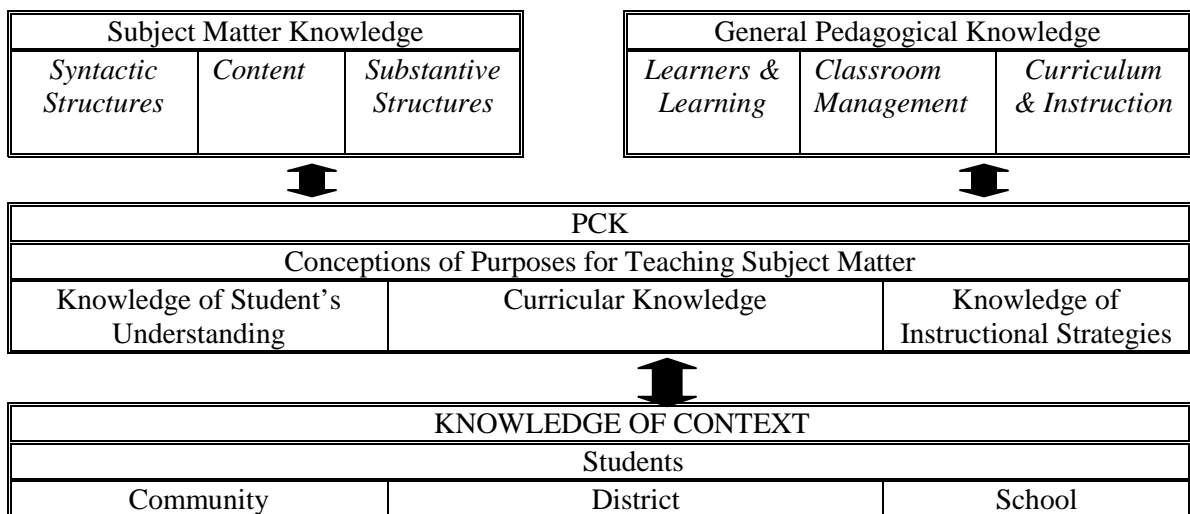 Subject Matter Knowledge
Syntactic
Structures
Content
Substantive
Structures
General Pedagogical Knowledge
Learners &
Learning
Classroom
Management
Curriculum
& Instruction
PCK
Conceptions of Purposes for Teaching Subject Matter
Knowledge of Student's
Understanding
Curricular Knowledge
Knowledge of
Instructional Strategies
KNOWLEDGE OF CONTEXT
Students
Community
District
School